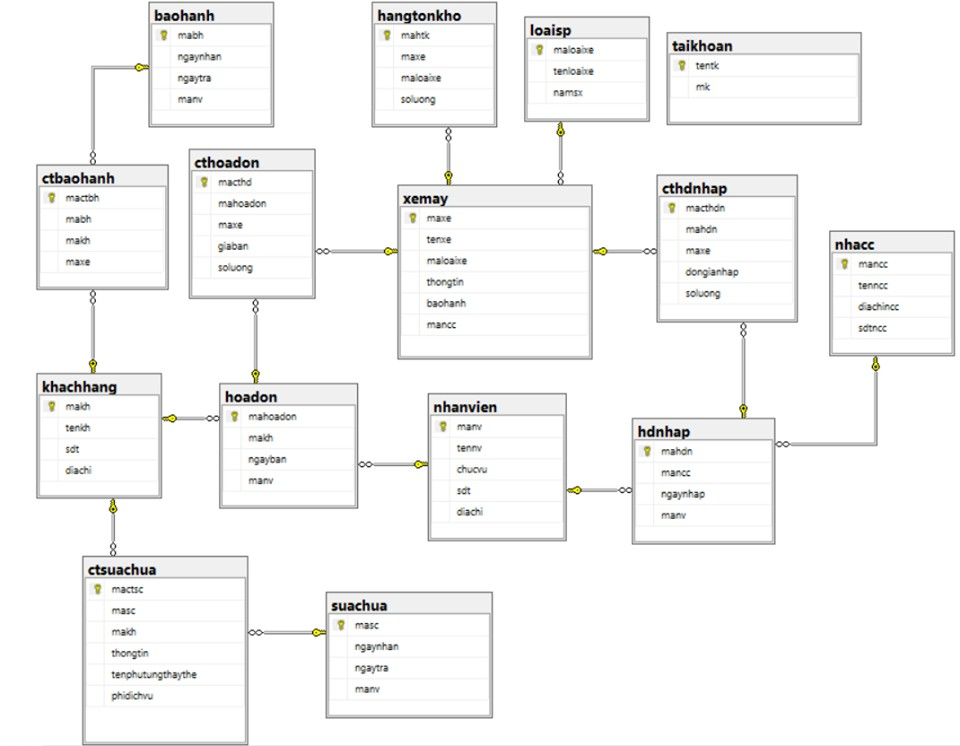 baohanh
mabh
ngaynhan
ngaytra
manv
hangtonkho
mahtk
maxe
maloaixe
soluong
loaisp
maloaixe
tenloaixe
namsx
taikhoan
tentk
mk
ctbaohanh
mactbh
mabh
makh
maxe
cthoadon
macthd
mahoadon
maxe
giaban
soluong
xemay
maxe
tenxe
maloaixe
thongtin
baohanh
mancc
cthdnhap
macthdn
mahdn
maxe
dongianhap
soluong
nhacc
mancc
tenncc
diachincc
sdtncc
khachhang
makh
tenkh
sdt
diachi
hoadon
mahoadon
makh
ngayban
manv
nhanvien
manv
tennv
chucvu
sdt
diachi
hdnhap
mahdn
mancc
ngaynhap
manv
ctsuachua
mactsc
masc
makh
thongtin
tenphutungthaythe
phidichvu
suachua
masc
ngaynhan
ngaytra
manv